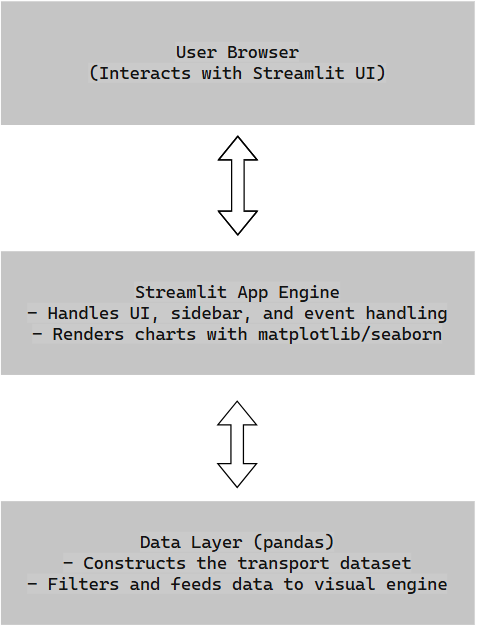 User Browser
(Interacts with Streamlit UI)
Streamlit App Engine
– Handles UI, sidebar, and event handling
– Renders charts with matplotlib/seaborn
Data Layer (pandas)
– Constructs the transport dataset
– Filters and feeds data to visual engine